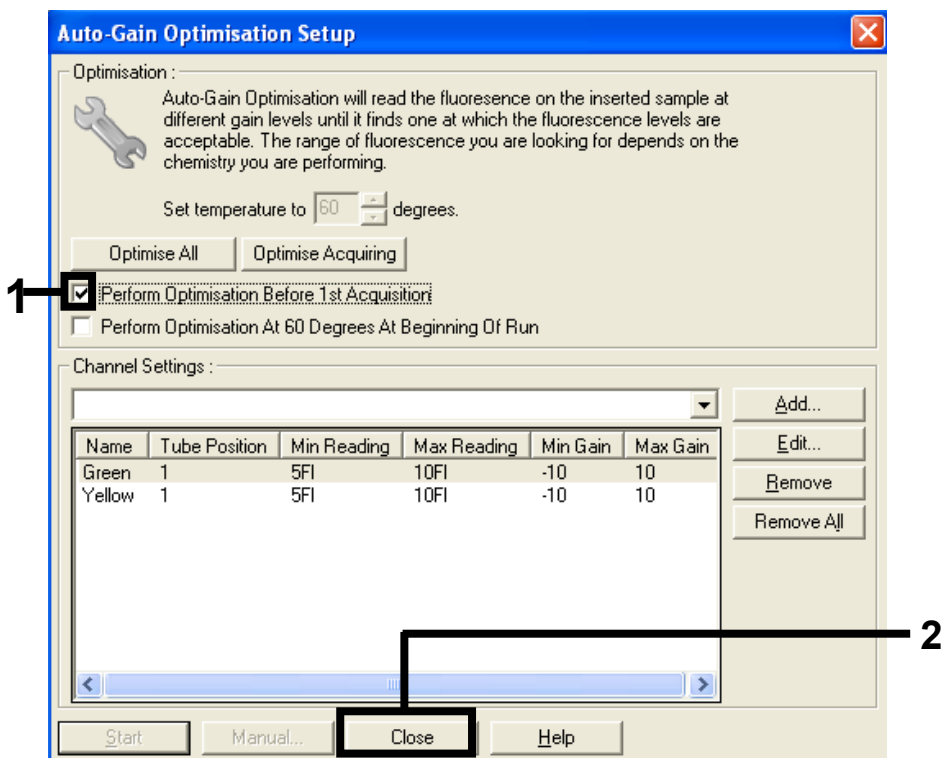 Auto-Gain Optimisation Setup
Optimisation :
Auto-Gain Optimisation will read the fluoresence on the inserted sample at
different gain levels until it finds one at which the fluorescence levels are
acceptable. The range of fluorescence you are looking for depends on the
chemistry you are performing.
Set temperature to 60 degrees.
Optimise All Optimise Acquiring
1 Perform Optimisation Before 1st Acquisition
Perform Optimisation At 60 Degrees At Beginning Of Run
Channel Settings :
Add...
Name Tube Position Min Reading Max Reading Min Gain Max Gain Edit...
Green 1 5Fl 10Fl -10 10
Remove
Yellow 1 5Fl 10Fl -10 10
Remove All
2
Start Manual... Close Help